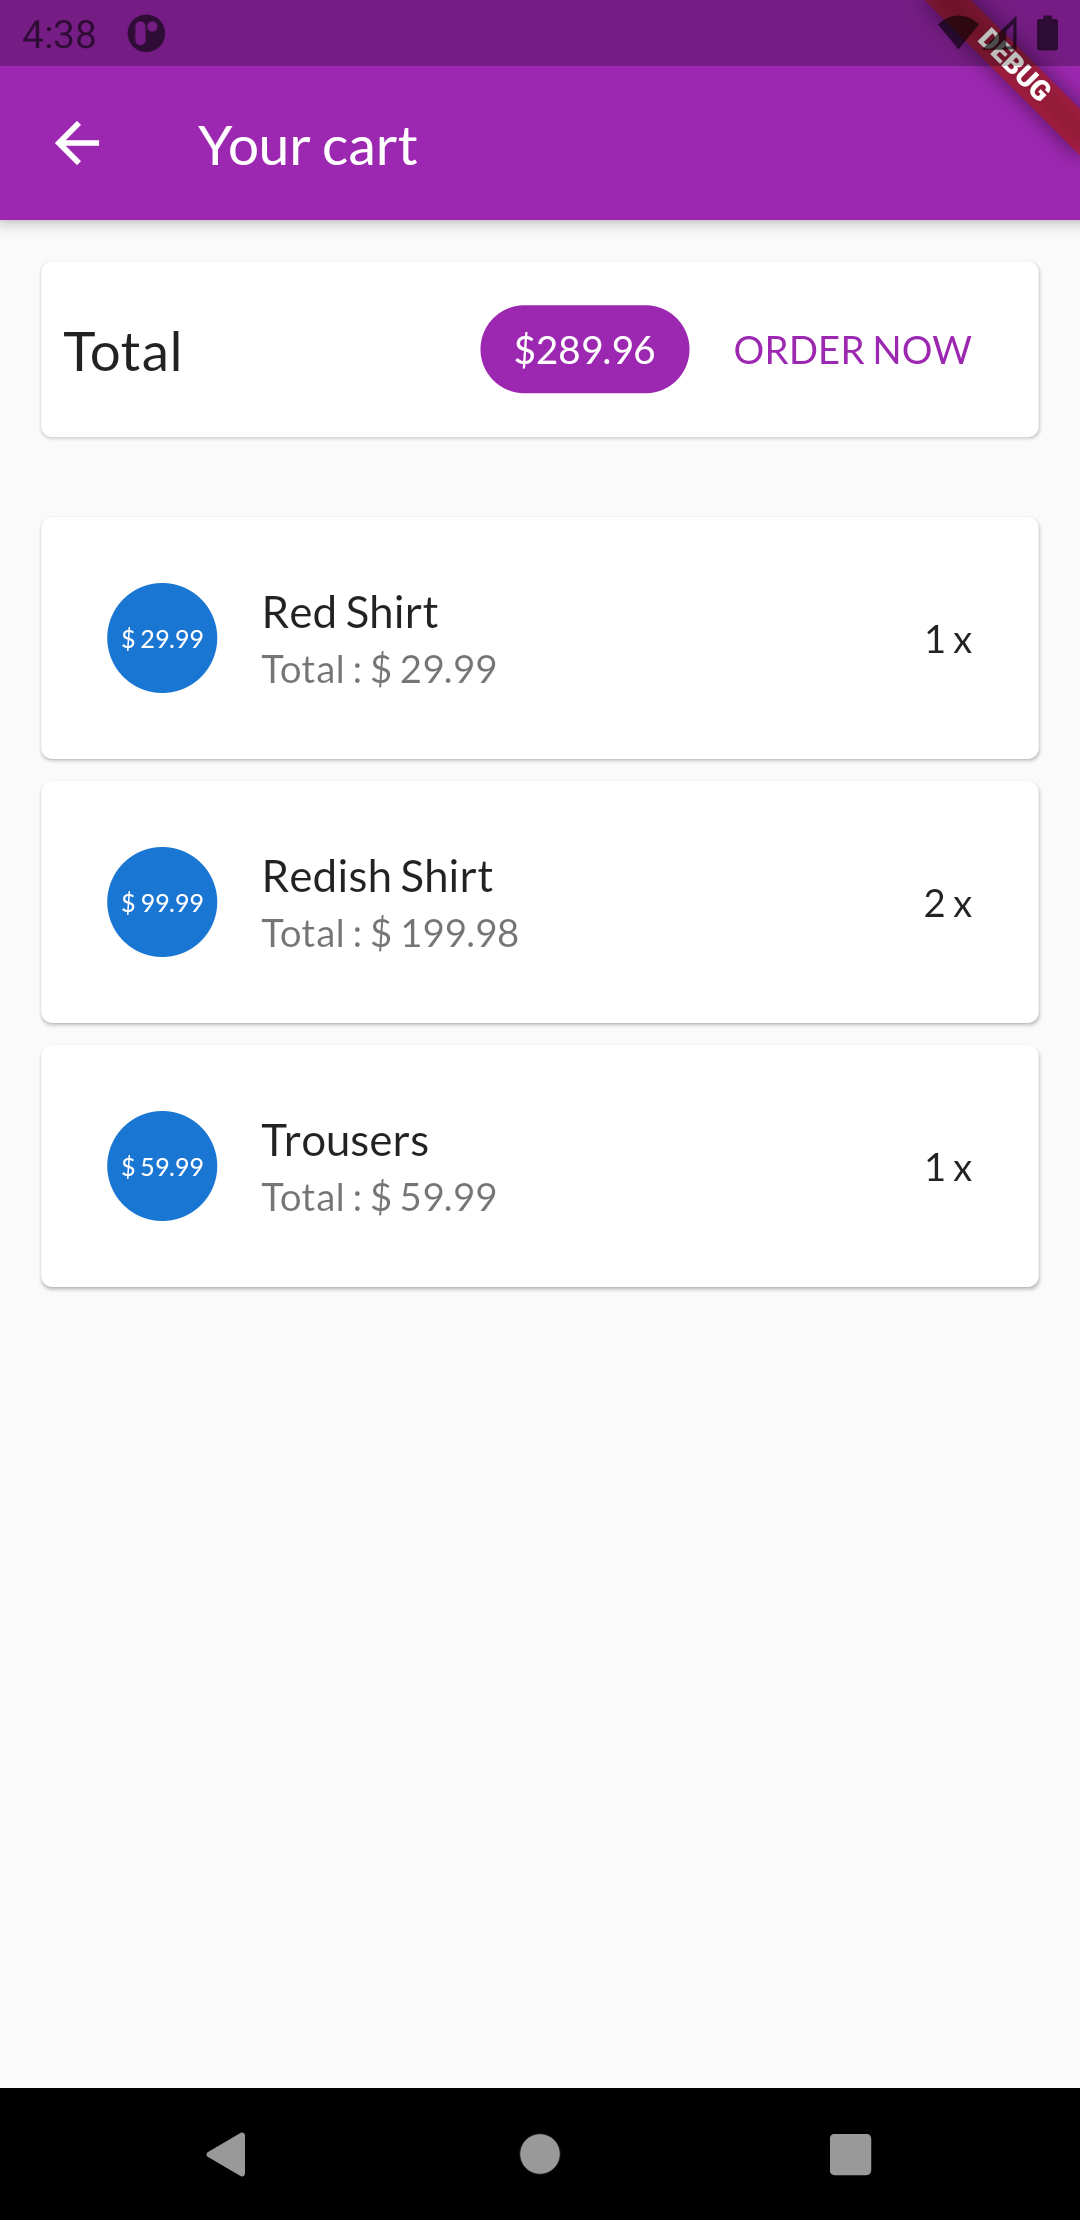 4:38
DEBUG
Your cart
Total $289.96 ORDER NOW
Red Shirt
$ 29.99 1 x
Total : $ 29.99
Redish Shirt
$ 99.99 2 x
Total : $ 199.98
Trousers
$ 59.99 1 x
Total : $ 59.99